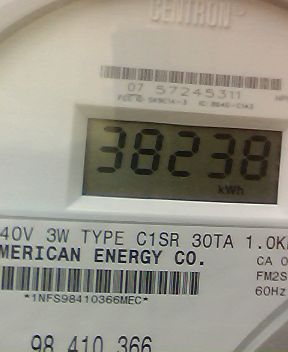 CENTRON
07 57245311
38238
kWh
40V 3W TYPE C1SR 30TA 1.0K
MERICAN ENERGY CO.
CA 0
FM2S
60Hz
*1NFS98410366MEC*
98 410 366